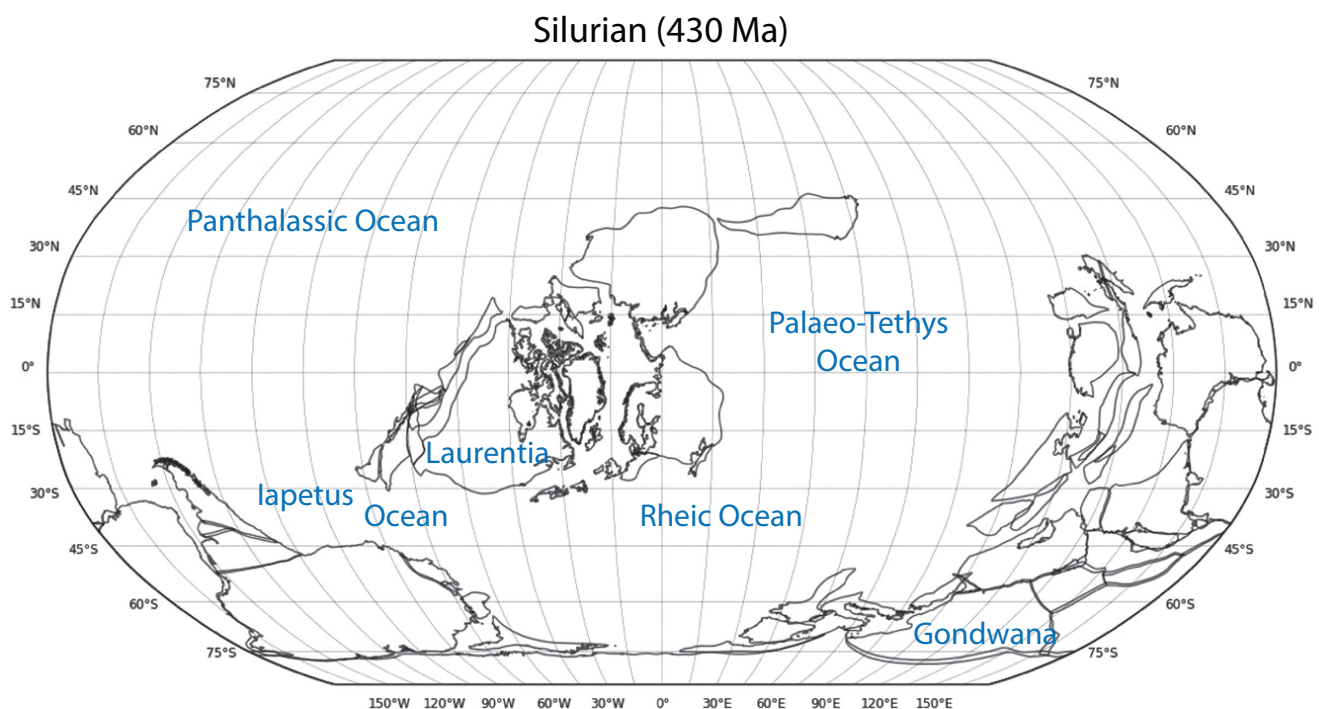 Silurian (430 Ma)
75°N 75°N
60°N 60°N
45°N 45°N
Panthalassic Ocean
30°N 30°N
15°N 15°N
Palaeo-Tethys
Ocean
0° 0°
15°S 15°S
Laurentia
30°S 30°S
Iapetus
Ocean
Rheic Ocean
45°S 45°S
60°S 60°S
Gondwana
75°S 75°S
150°W 120°W 90°W 60°W 30°W 0° 30°E 60°E 90°E 120°E 150°E